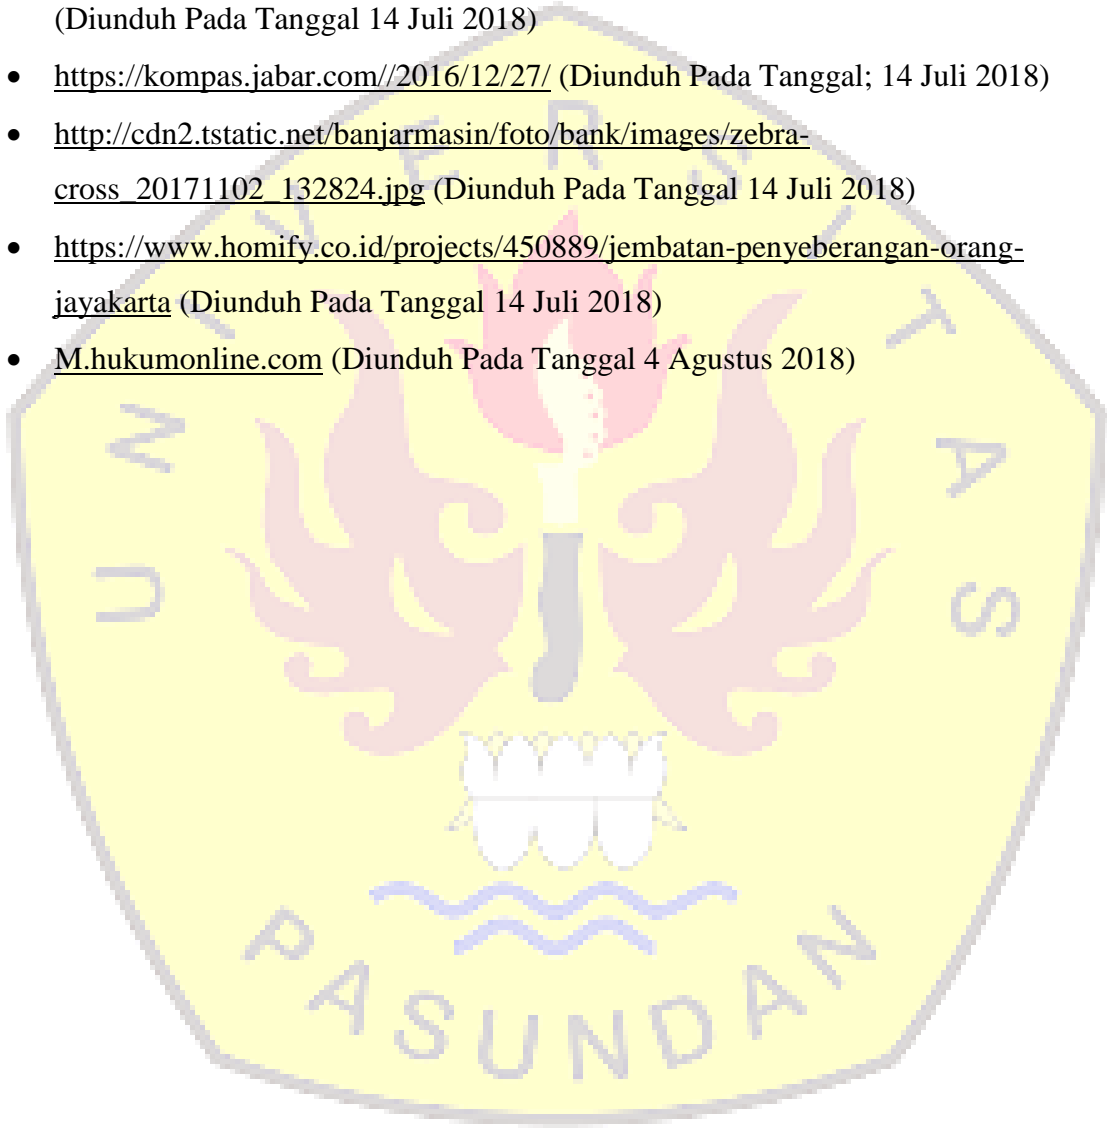 (Diunduh Pada Tanggal 14 Juli 2018)
• https://kompas.jabar.com//2016/12/27/ (Diunduh Pada Tanggal; 14 Juli 2018)
• http://cdn2.tstatic.net/banjarmasin/foto/bank/images/zebra-
cross_20171102_132824.jpg (Diunduh Pada Tanggal 14 Juli 2018)
• https://www.homify.co.id/projects/450889/jembatan-penyeberangan-orang-
jayakarta (Diunduh Pada Tanggal 14 Juli 2018)
• M.hukumonline.com (Diunduh Pada Tanggal 4 Agustus 2018)
UNIVERSITAS
PASUNDAN